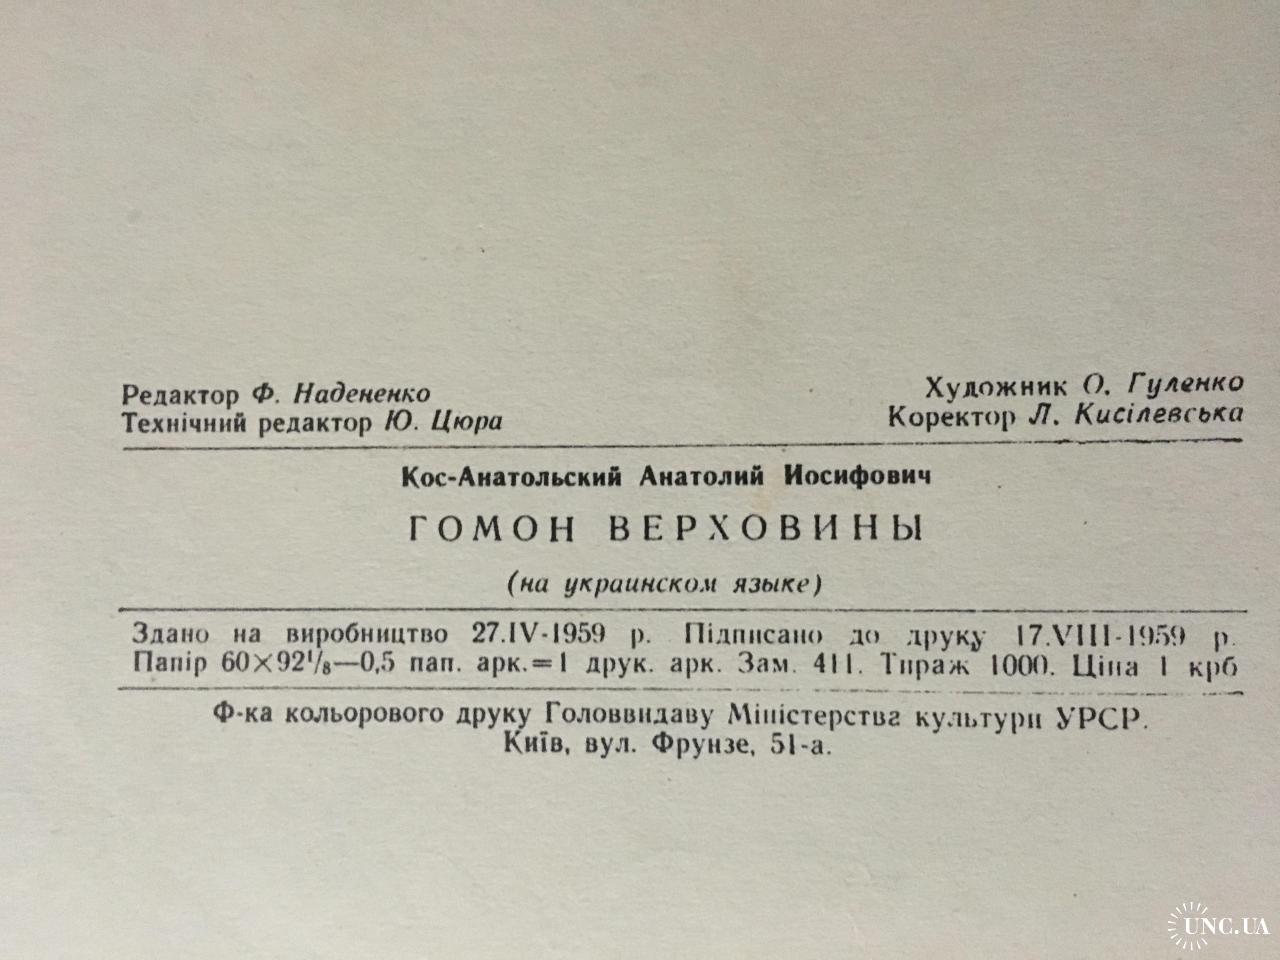 Редактор Ф. Надененко
Технічний редактор Ю. Цюра
Художник О. Гуленко
Коректор Л. Кисілевська
Кос-Анатольский Анатолий Иосифович
ГОМОН ВЕРХОВИНЫ
(на украинском языке)
Здано на виробництво 27.IV-1959 р. Підписано до друку 17.VIII-1959 р.
Папір 60×92⅛—0,5 пап. арк.=1 друк. арк. Зам. 411. Тираж 1000. Ціна 1 крб
Ф-ка кольорового друку Головвидаву Міністерства культури УРСР.
Київ, вул. Фрунзе, 51-а.
UNC.UA